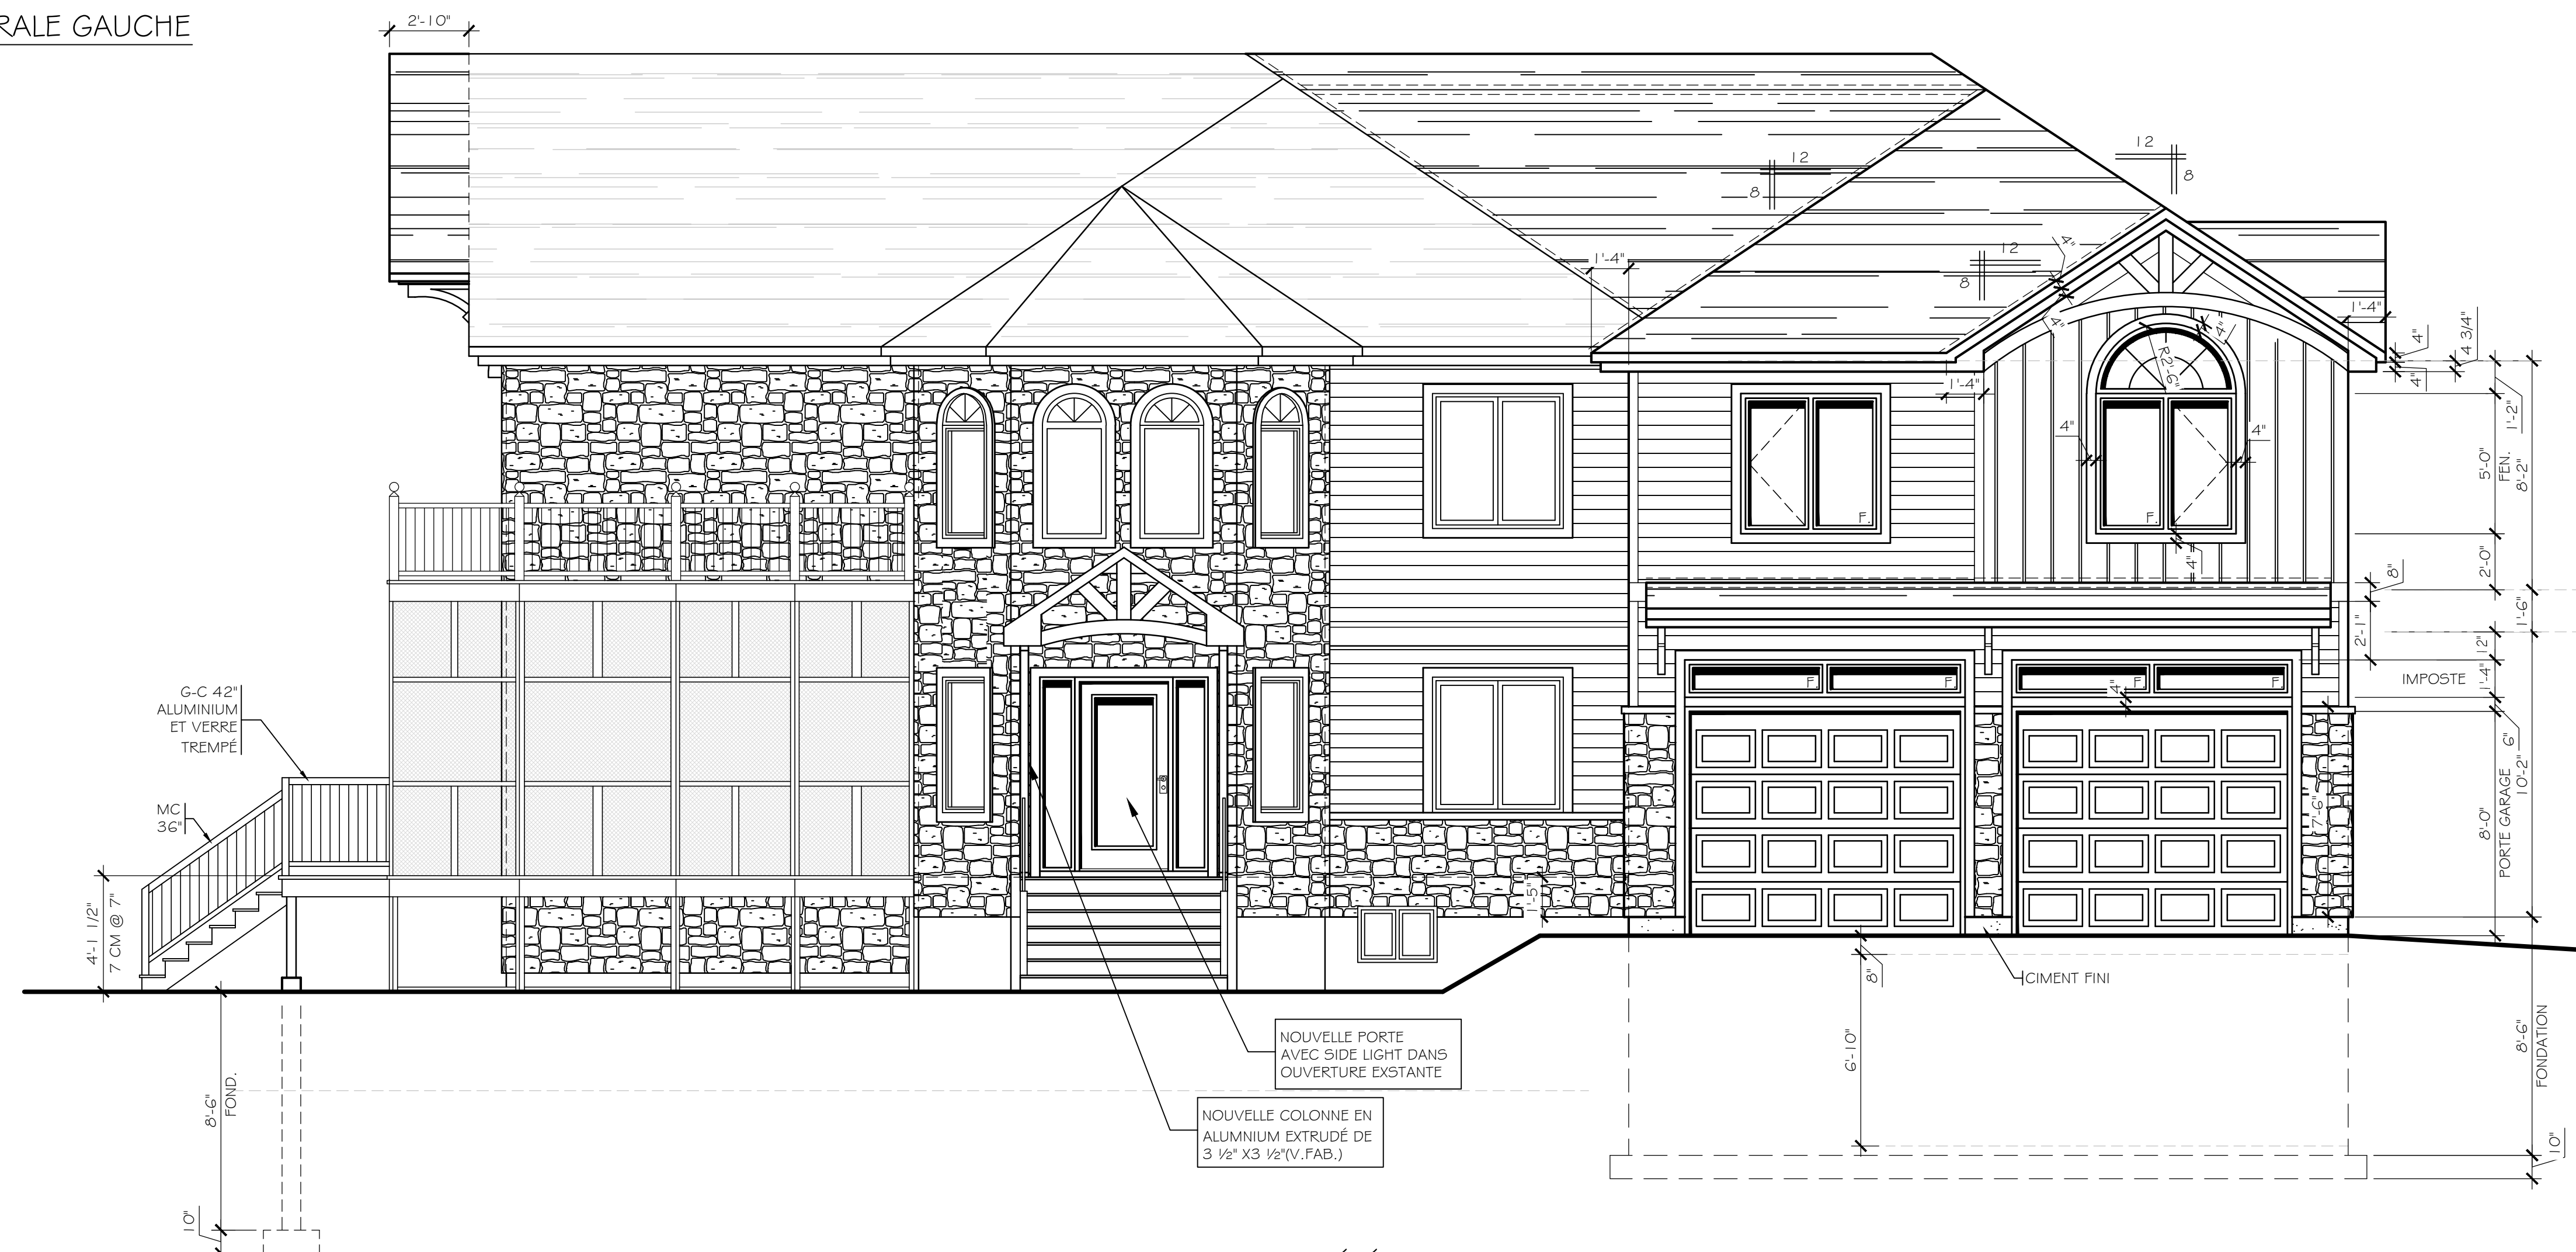 RALE GAUCHE
2'-10"
12
8
12
8
12
8
1'-4"
4"
4"
4"
R2'-6"
1'-4"
1'-4"
4"
4"
4 3/4"
4"
4"
4"
F.
F.
1'-2"
5'-0"
FEN.
8'-2"
2'-0"
8"
1'-6"
2'-1"
12"
1'-4"
IMPOSTE
F.
F.
F.
F.
4"
6"
10'-2"
7'-6"
8'-0"
PORTE GARAGE
G-C 42"
ALUMINIUM
ET VERRE
TREMPÉ
MC
36"
4'-1 1/2"
7 CM @ 7"
'-5"
8"
CIMENT FINI
6'-10"
8'-6"
FONDATION
10"
NOUVELLE PORTE
AVEC SIDE LIGHT DANS
OUVERTURE EXSTANTE
NOUVELLE COLONNE EN
ALUMNIUM EXTRUDÉ DE
3 ½" X3 ½"(V.FAB.)
8'-6"
FOND.
10"